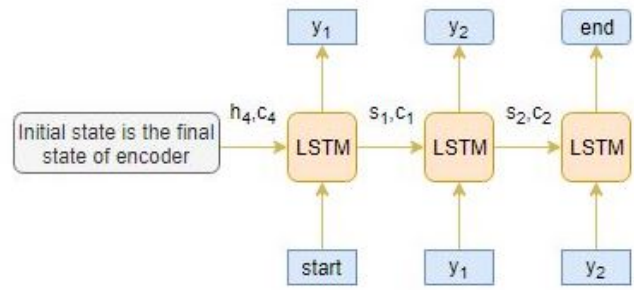 y₁ y₂ end
h₄,c₄ s₁,c₁ s₂,c₂
Initial state is the final
state of encoder
LSTM LSTM LSTM
start y₁ y₂